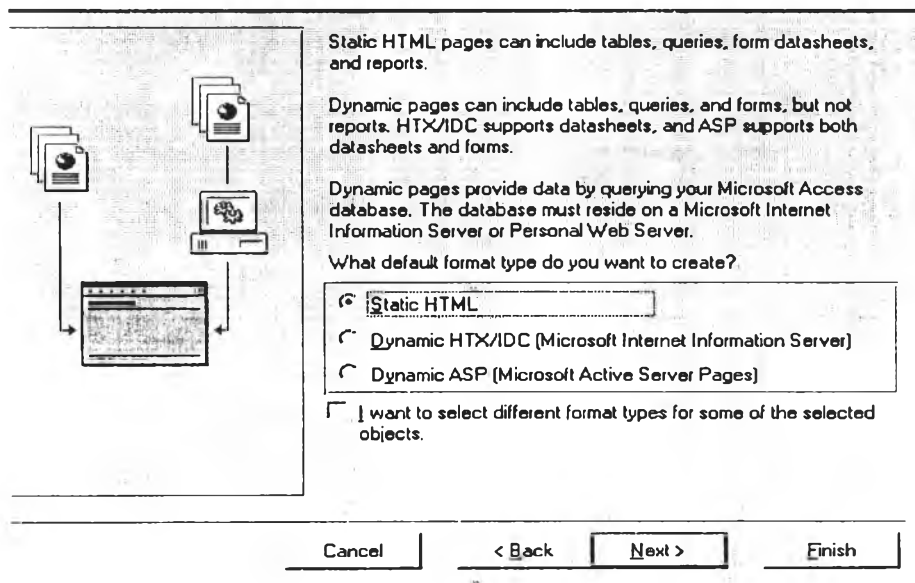 Static HTML pages can include tables, queries, form datasheets,
and reports.
Dynamic pages can include tables, queries, and forms, but not
reports. HTX/IDC supports datasheets, and ASP supports both
datasheets and forms.
Dynamic pages provide data by querying your Microsoft Access
database. The database must reside on a Microsoft Internet
Information Server or Personal Web Server.
What default format type do you want to create?
Static HTML
Dynamic HTX/IDC (Microsoft Internet Information Server)
Dynamic ASP (Microsoft Active Server Pages)
I want to select different format types for some of the selected
objects.
Cancel < Back Next > Finish